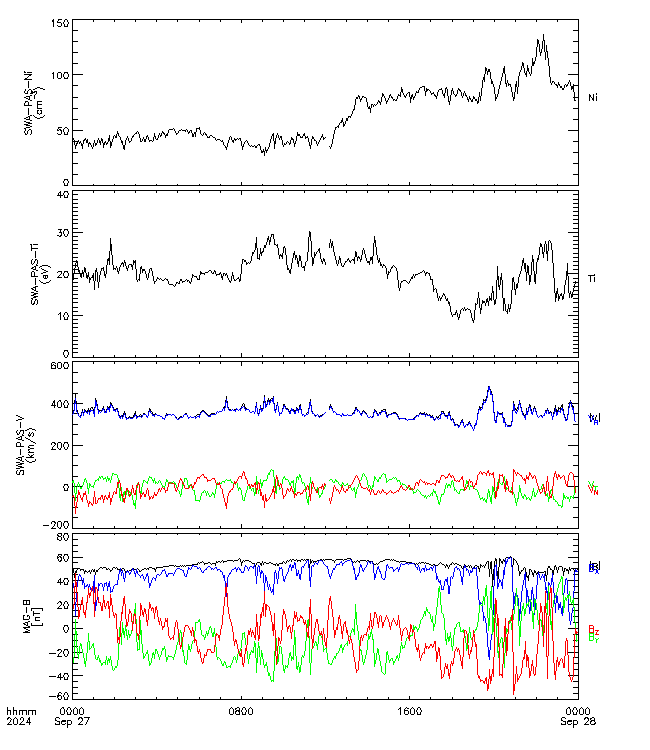 150
100
50
0
SWA-PAS-Ni
(cm⁻³)
Ni
40
30
20
10
0
SWA-PAS-Ti
(eV)
Ti
600
400
200
0
-200
SWA-PAS-V
(km/s)
80
60
40
20
0
-20
-40
-60
MAG-B
[nT]
|B|
Bz
By
0000
0800
1600
0000
hhmm
2024
Sep 27
Sep 28